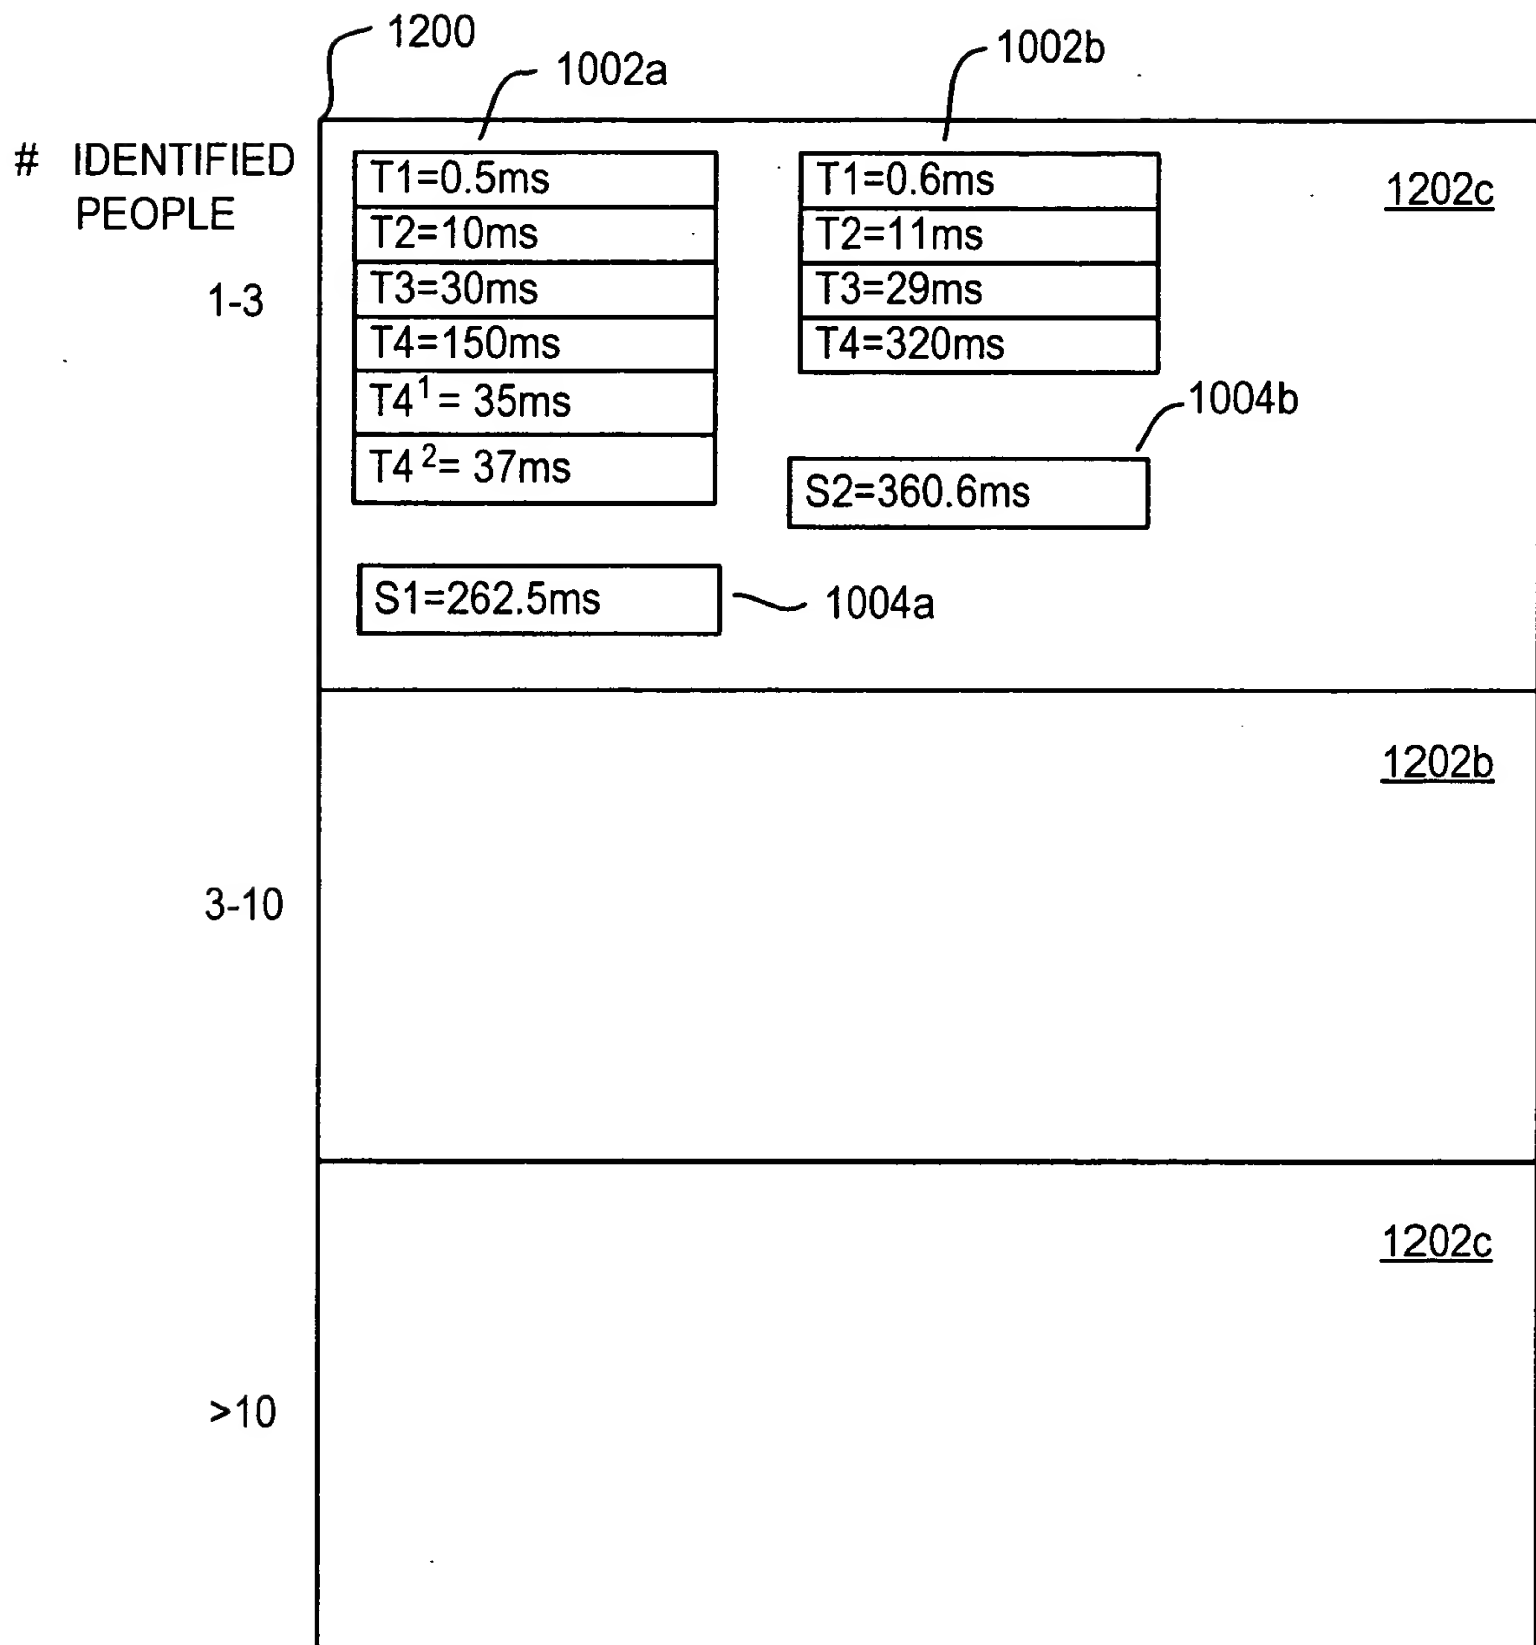 1200
1002a
1002b
# IDENTIFIED
PEOPLE
1-3
T1=0.5ms
T2=10ms
T3=30ms
T4=150ms
T4¹= 35ms
T4²= 37ms
T1=0.6ms
T2=11ms
T3=29ms
T4=320ms
1202c
1004b
S2=360.6ms
S1=262.5ms
1004a
1202b
3-10
1202c
>10